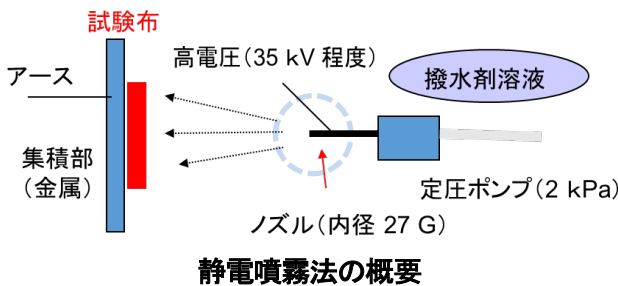 試験布
高電圧（35 kV 程度）
撥水剤溶液
アース
集積部
（金属）
定圧ポンプ（2 kPa）
ノズル（内径 27 G）
静電噴霧法の概要